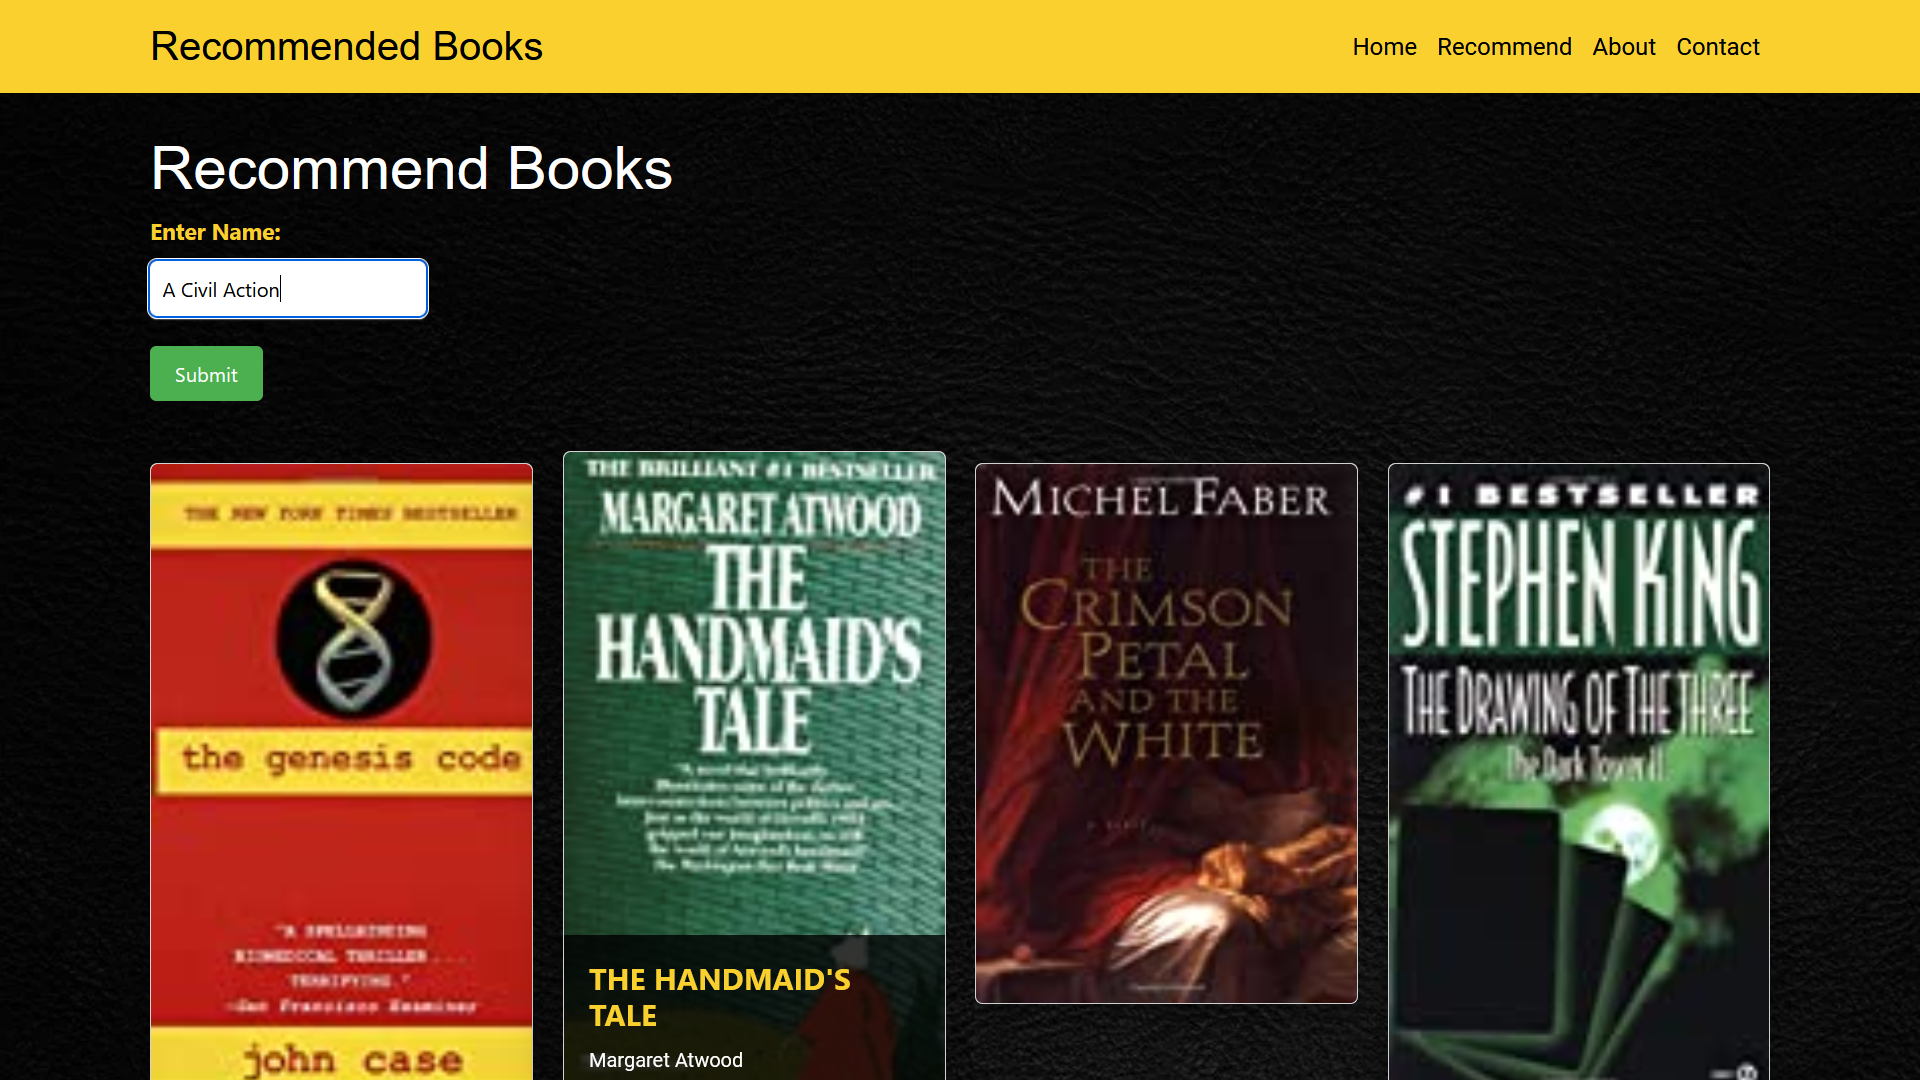 Recommended Books
Home Recommend About Contact
Recommend Books
Enter Name:
A Civil Action
Submit
THE NEW YORK TIMES BESTSELLER
the genesis code
"A SPELLBINDING
BIOMEDICAL THRILLER . . .
TERRIFYING."
—San Francisco Examiner
john case
THE BRILLIANT #1 BESTSELLER
MARGARET ATWOOD
THE
HANDMAID'S
TALE
THE HANDMAID'S
TALE
Margaret Atwood
MICHEL FABER
THE
CRIMSON
PETAL
AND THE
WHITE
#1 BESTSELLER
STEPHEN KING
THE DRAWING OF THE THREE
The Dark Tower II